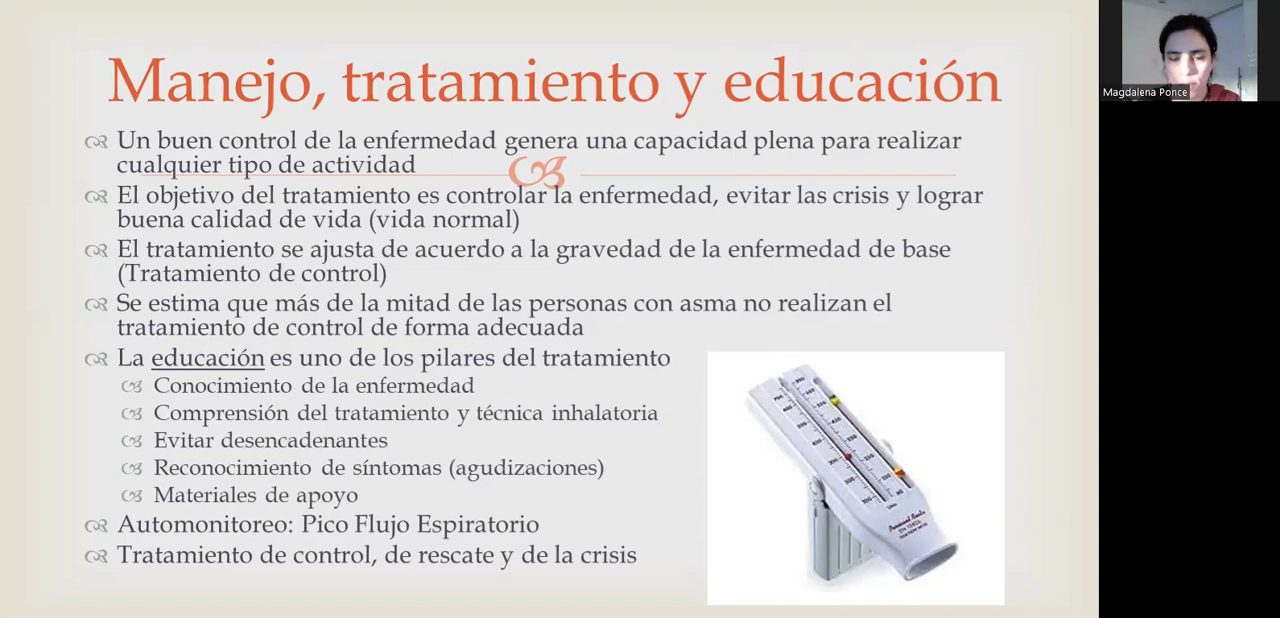 Manejo, tratamiento y educación
Un buen control de la enfermedad genera una capacidad plena para realizar
cualquier tipo de actividad
El objetivo del tratamiento es controlar la enfermedad, evitar las crisis y lograr
buena calidad de vida (vida normal)
El tratamiento se ajusta de acuerdo a la gravedad de la enfermedad de base
(Tratamiento de control)
Se estima que más de la mitad de las personas con asma no realizan el
tratamiento de control de forma adecuada
La educación es uno de los pilares del tratamiento
Conocimiento de la enfermedad
Comprensión del tratamiento y técnica inhalatoria
Evitar desencadenantes
Reconocimiento de síntomas (agudizaciones)
Materiales de apoyo
Automonitoreo: Pico Flujo Espiratorio
Tratamiento de control, de rescate y de la crisis
Magdalena Ponce